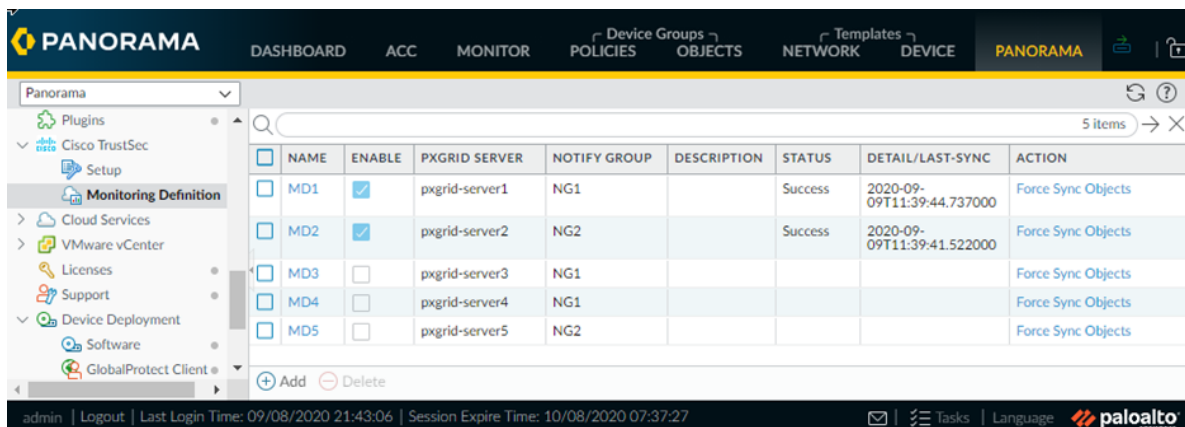 PANORAMA
DASHBOARD ACC MONITOR Device Groups POLICIES OBJECTS Templates NETWORK DEVICE PANORAMA
Panorama
Plugins
Cisco TrustSec
Setup
Monitoring Definition
Cloud Services
VMware vCenter
Licenses
Support
Device Deployment
Software
GlobalProtect Client
5 items
NAME ENABLE PXGRID SERVER NOTIFY GROUP DESCRIPTION STATUS DETAIL/LAST-SYNC ACTION
MD1 pxgrid-server1 NG1 Success 2020-09-09T11:39:44.737000 Force Sync Objects
MD2 pxgrid-server2 NG2 Success 2020-09-09T11:39:41.522000 Force Sync Objects
MD3 pxgrid-server3 NG1 Force Sync Objects
MD4 pxgrid-server4 NG1 Force Sync Objects
MD5 pxgrid-server5 NG2 Force Sync Objects
Add Delete
admin | Logout | Last Login Time: 09/08/2020 21:43:06 | Session Expire Time: 10/08/2020 07:37:27 | Tasks | Language paloalto